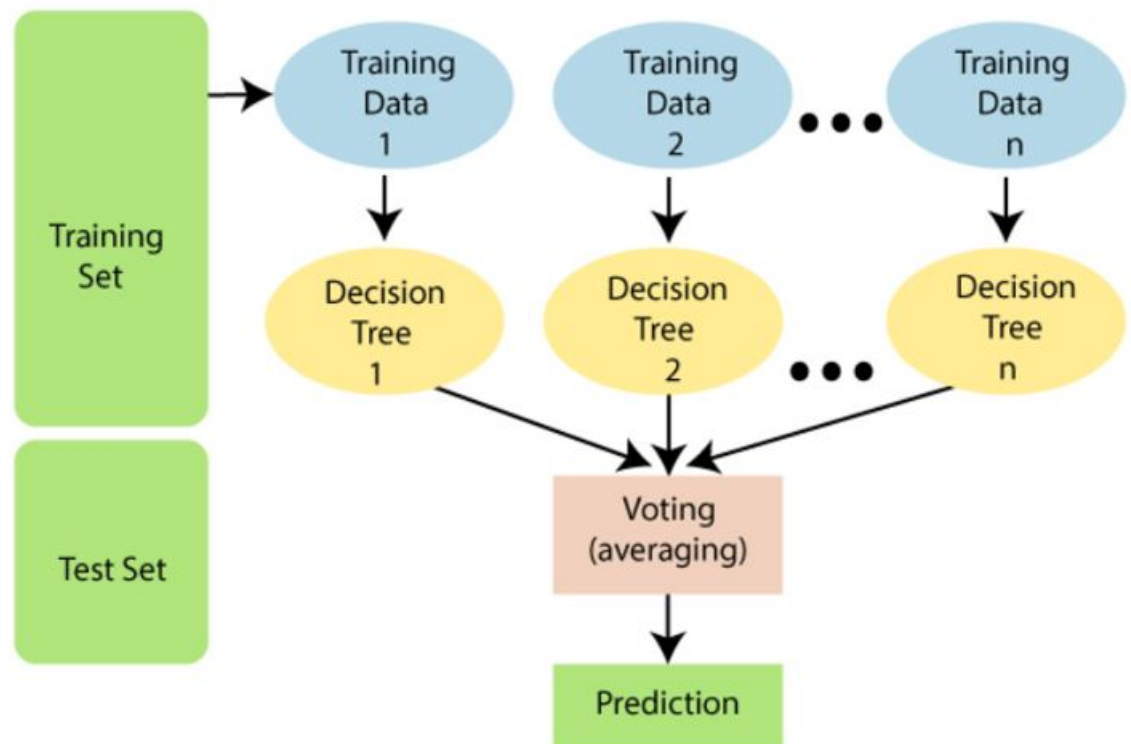 Training
Set
Test Set
Training
Data
1
Training
Data
2
Training
Data
n
Decision
Tree
1
Decision
Tree
2
Decision
Tree
n
Voting
(averaging)
Prediction